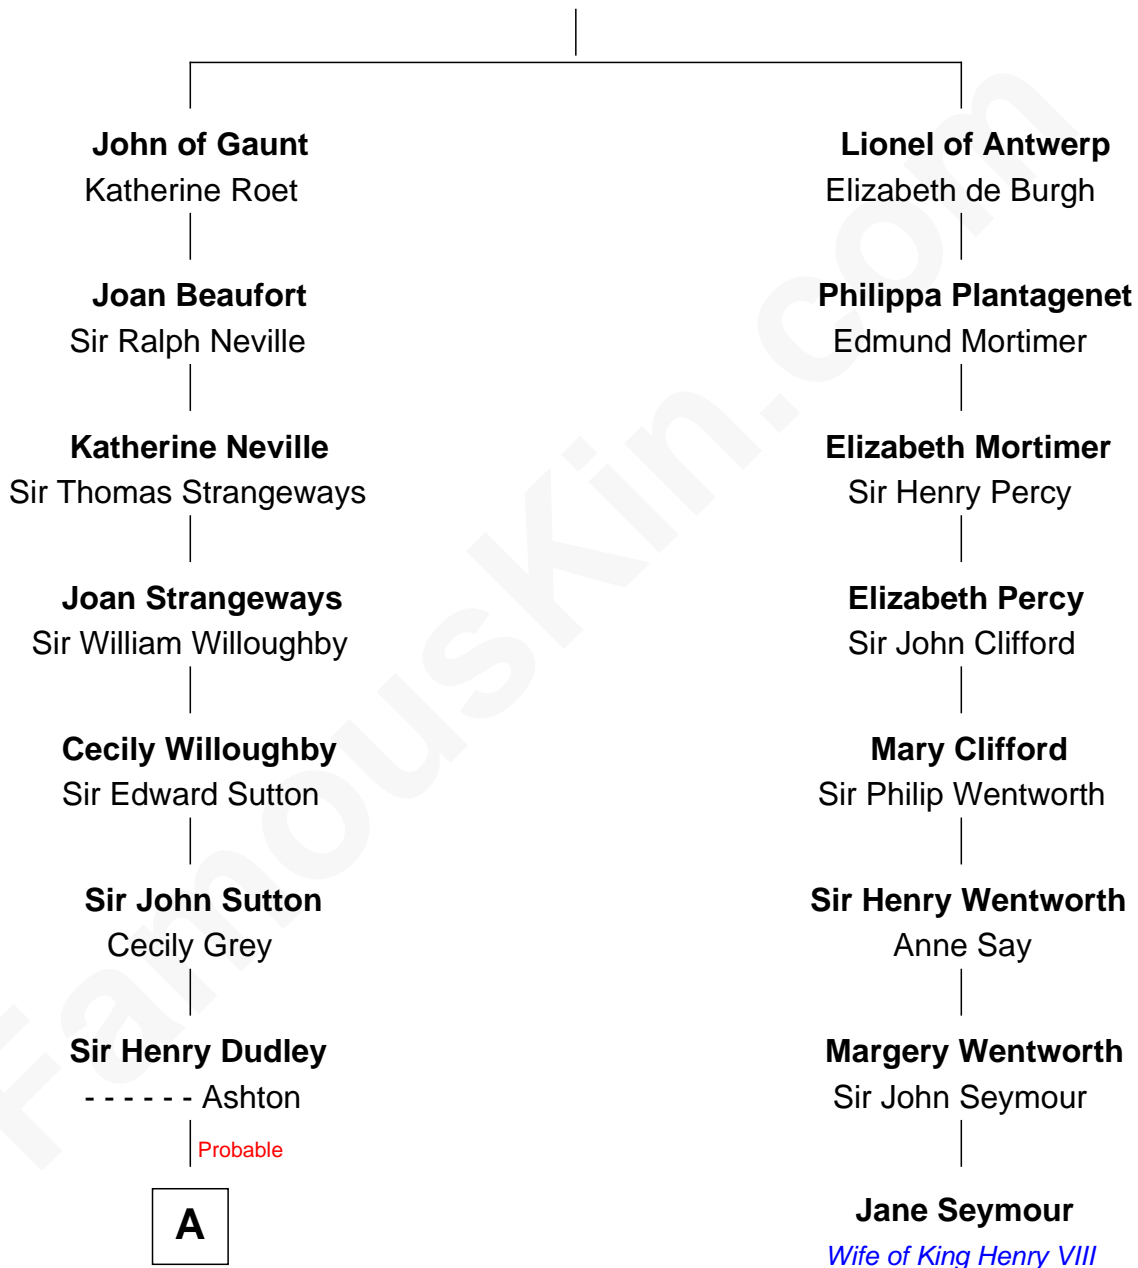 John of Gaunt
Katherine Roet
Lionel of Antwerp
Elizabeth de Burgh
Joan Beaufort
Sir Ralph Neville
Philippa Plantagenet
Edmund Mortimer
Katherine Neville
Sir Thomas Strangeways
Elizabeth Mortimer
Sir Henry Percy
Joan Strangeways
Sir William Willoughby
Elizabeth Percy
Sir John Clifford
Cecily Willoughby
Sir Edward Sutton
Mary Clifford
Sir Philip Wentworth
Sir John Sutton
Cecily Grey
Sir Henry Wentworth
Anne Say
Sir Henry Dudley
- - - - - - Ashton
Probable
A
Margery Wentworth
Sir John Seymour
Jane Seymour
Wife of King Henry VIII
FamousKin.com